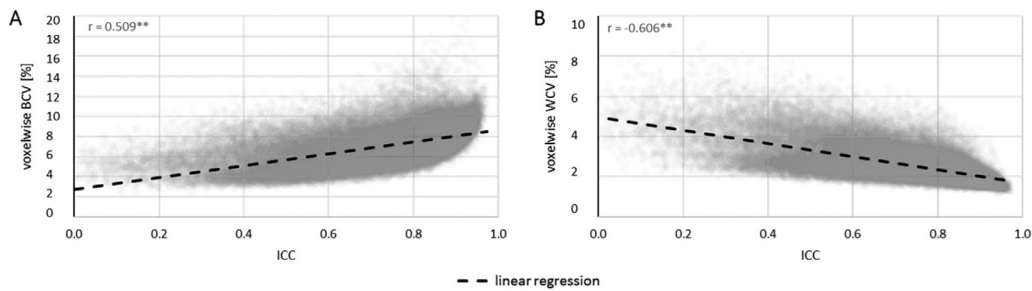 A
r = 0.509**
voxelwise BCV [%]
20
18
16
14
12
10
8
6
4
2
0
0.0 0.2 0.4 0.6 0.8 1.0
ICC
B
r = -0.606**
voxelwise WCV [%]
10
8
6
4
2
0
0.0 0.2 0.4 0.6 0.8 1.0
ICC
linear regression